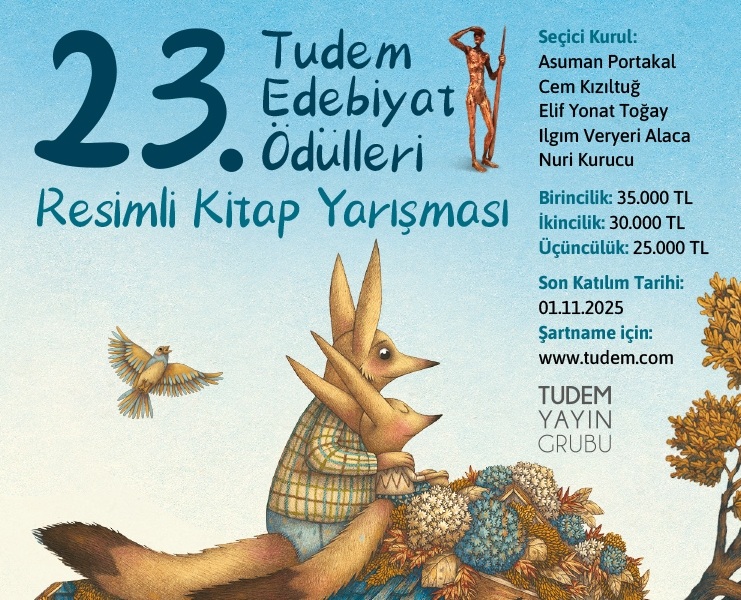 23.
Tudem
Edebiyat
Ödülleri
Resimli Kitap Yarışması
Seçici Kurul:
Asuman Portakal
Cem Kızıltuğ
Elif Yonat Toğay
Ilgım Veryeri Alaca
Nuri Kurucu
Birincilik: 35.000 TL
İkincilik: 30.000 TL
Üçüncülük: 25.000 TL
Son Katılım Tarihi:
01.11.2025
Şartname için:
www.tudem.com
TUDEM
YAYIN
GRUBU